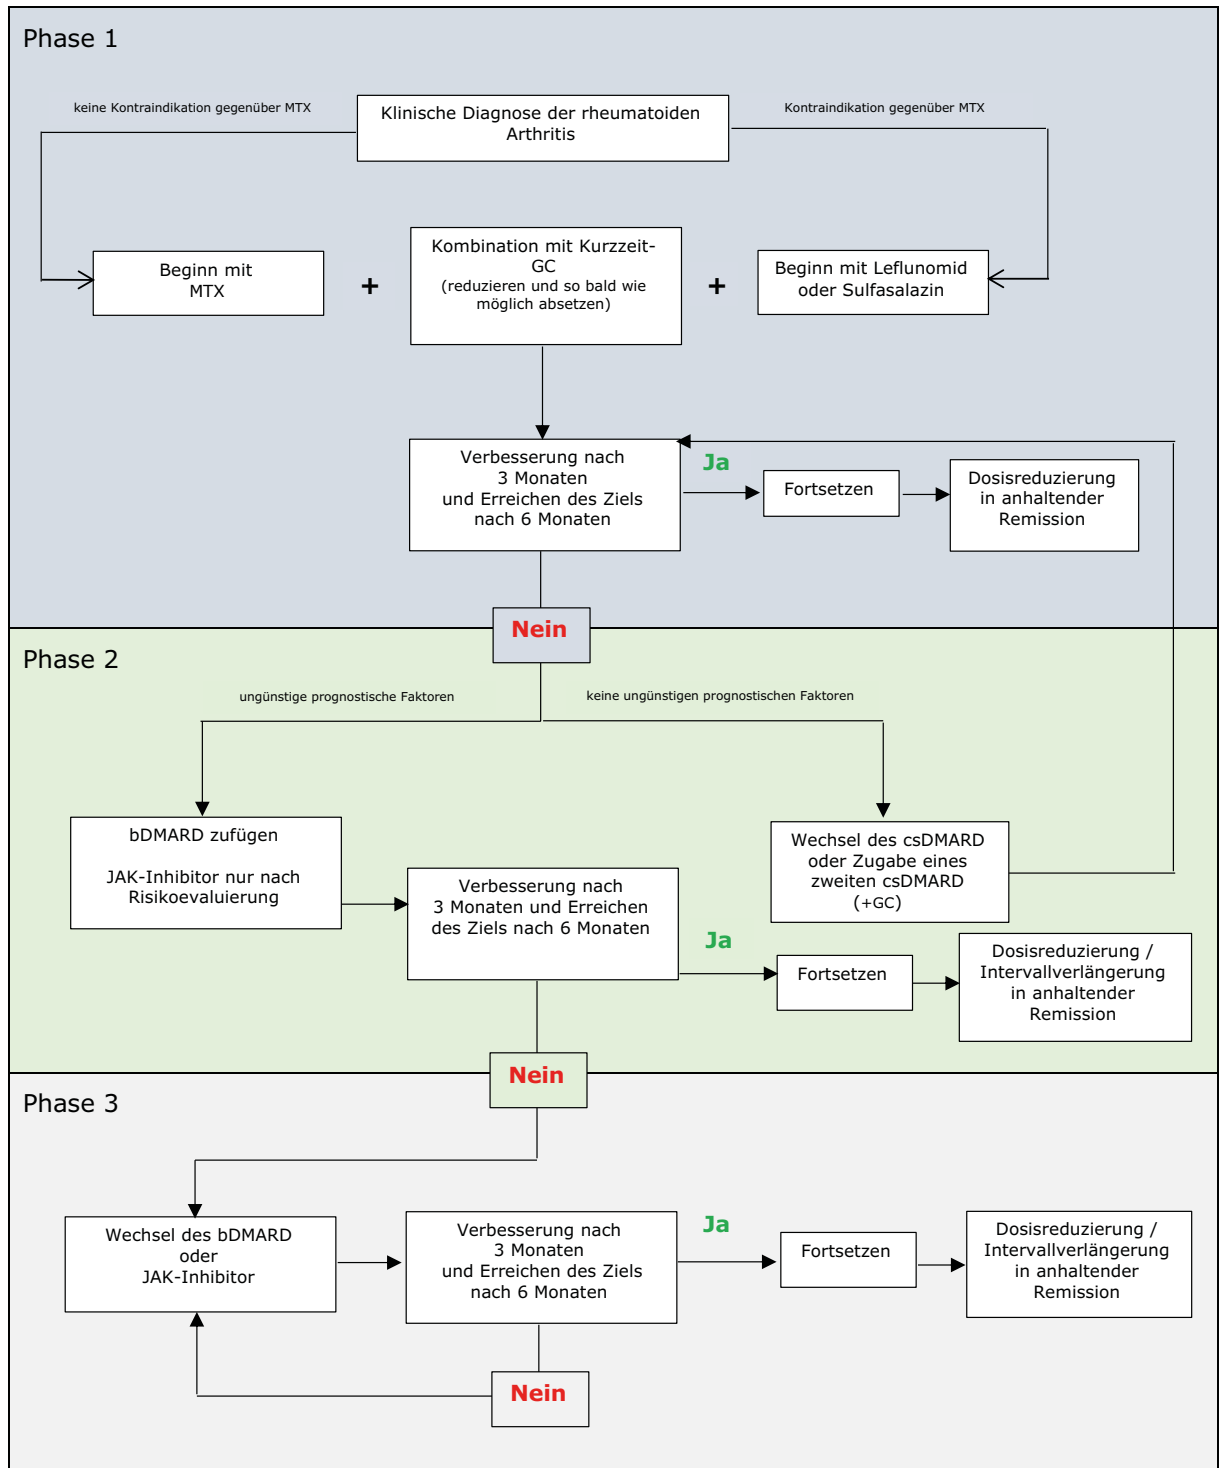 Phase 1
keine Kontraindikation gegenüber MTX
Klinische Diagnose der rheumatoiden
Arthritis
Kontraindikation gegenüber MTX
Beginn mit
MTX
+
Kombination mit Kurzzeit-
GC
(reduzieren und so bald wie
möglich absetzen)
+
Beginn mit Leflunomid
oder Sulfasalazin
Verbesserung nach
3 Monaten
und Erreichen des Ziels
nach 6 Monaten
Ja
Fortsetzen
Dosisreduzierung
in anhaltender
Remission
Nein
Phase 2
ungünstige prognostische Faktoren
keine ungünstigen prognostischen Faktoren
bDMARD zufügen
JAK-Inhibitor nur nach
Risikoevaluierung
Wechsel des csDMARD
oder Zugabe eines
zweiten csDMARD
(+GC)
Verbesserung nach
3 Monaten und Erreichen
des Ziels nach 6 Monaten
Ja
Fortsetzen
Dosisreduzierung /
Intervallverlängerung
in anhaltender
Remission
Nein
Phase 3
Wechsel des bDMARD
oder
JAK-Inhibitor
Verbesserung nach
3 Monaten
und Erreichen des Ziels
nach 6 Monaten
Ja
Fortsetzen
Dosisreduzierung /
Intervallverlängerung
in anhaltender
Remission
Nein